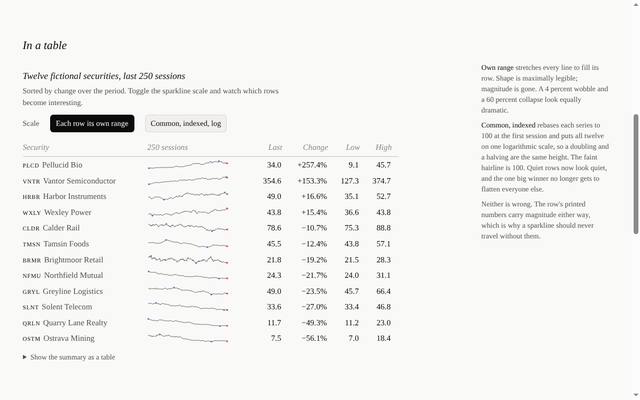 In a table
Twelve fictional securities, last 250 sessions
Sorted by change over the period. Toggle the sparkline scale and watch which rows
become interesting.
Scale Each row its own range Common, indexed, log
Security 250 sessions Last Change Low High
PLCD Pellucid Bio 34.0 +257.4% 9.1 45.7
VNTR Vantor Semiconductor 354.6 +153.3% 127.3 374.7
HRBR Harbor Instruments 49.0 +16.6% 35.1 52.7
WXLY Wexley Power 43.8 +15.4% 36.6 43.8
CLDR Calder Rail 78.6 −10.7% 75.3 88.8
TMSN Tamsin Foods 45.5 −12.4% 43.8 57.1
BRMR Brightmoor Retail 21.8 −19.2% 21.5 28.3
NFMU Northfield Mutual 24.3 −21.7% 24.0 31.1
GRYL Greyline Logistics 49.0 −23.5% 45.7 66.4
SLNT Solent Telecom 33.6 −27.0% 33.4 46.8
QRLN Quarry Lane Realty 11.7 −49.3% 11.2 23.0
OSTM Ostrava Mining 7.5 −56.1% 7.0 18.4
Show the summary as a table
Own range stretches every line to fill its
row. Shape is maximally legible;
magnitude is gone. A 4 percent wobble and
a 60 percent collapse look equally
dramatic.
Common, indexed rebases each series to
100 at the first session and puts all twelve
on one logarithmic scale, so a doubling and
a halving are the same height. The faint
hairline is 100. Quiet rows now look quiet,
and the one big winner no longer gets to
flatten everyone else.
Neither is wrong. The row's printed
numbers carry magnitude either way,
which is why a sparkline should never
travel without them.